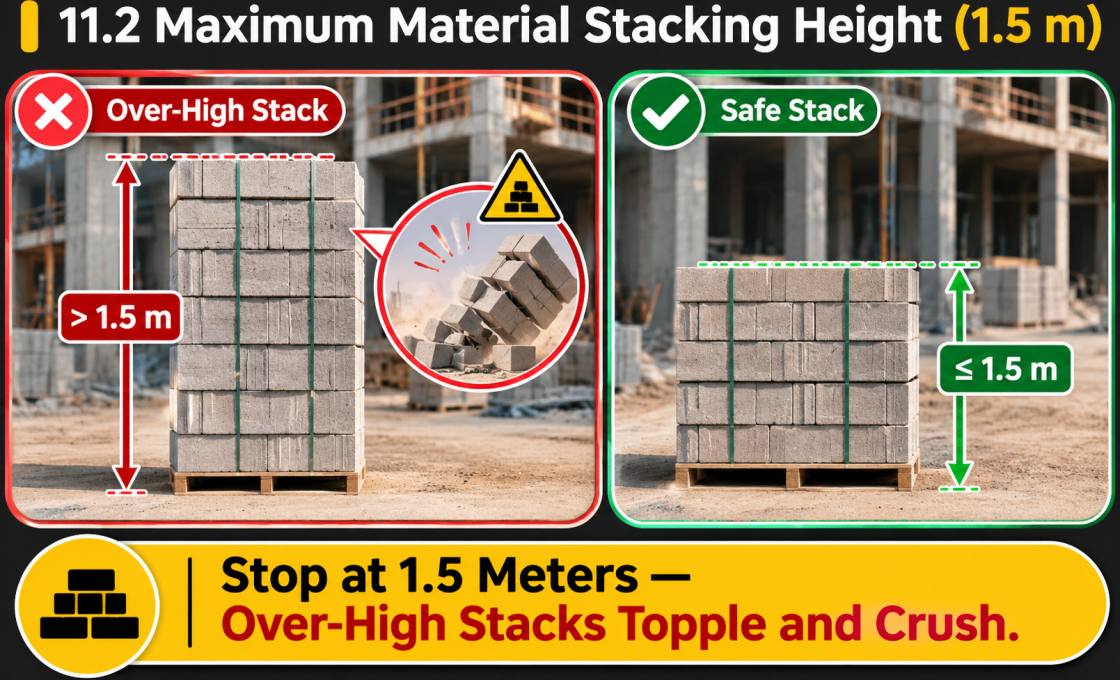 11.2 Maximum Material Stacking Height (1.5 m)
Over-High Stack
> 1.5 m
Safe Stack
≤ 1.5 m
Stop at 1.5 Meters —
Over-High Stacks Topple and Crush.